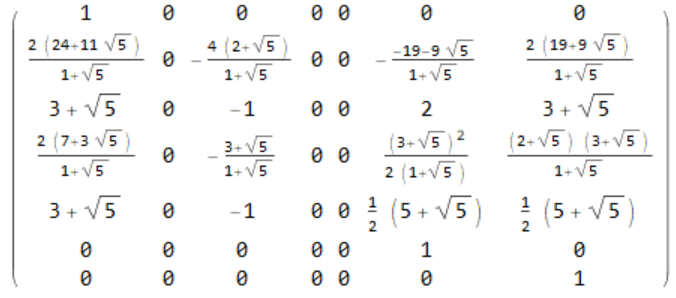 1 0 0 0 0 0 0
2 (24+11 √5)/1+√5 0 - 4 (2+√5)/1+√5 0 0 - -19-9 √5/1+√5 2 (19+9 √5)/1+√5
3 + √5 0 -1 0 0 2 3 + √5
2 (7+3 √5)/1+√5 0 - 3+√5/1+√5 0 0 (3+√5)²/2 (1+√5) (2+√5) (3+√5)/1+√5
3 + √5 0 -1 0 0 1/2 (5 + √5) 1/2 (5 + √5)
0 0 0 0 0 1 0
0 0 0 0 0 0 1